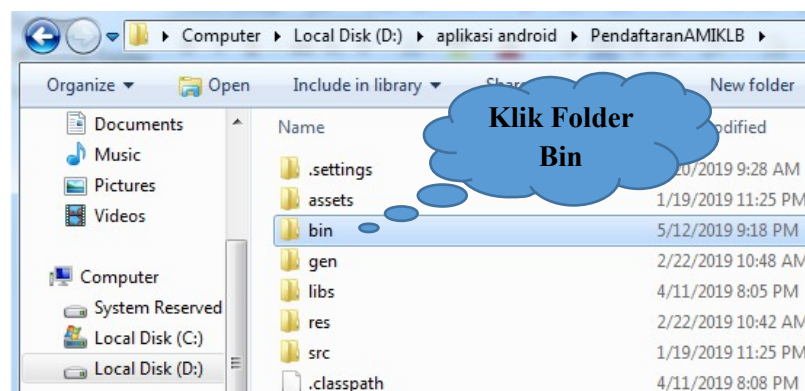 Computer ▸ Local Disk (D:) ▸ aplikasi android ▸ PendaftaranAMIKLB ▸
Organize ▾ Open Include in library ▾ New folder
Klik Folder
Bin
Documents
Music
Pictures
Videos
Computer
System Reserved
Local Disk (C:)
Local Disk (D:)
Name
.settings /2019 9:28 AM
assets 1/19/2019 11:25 PM
bin 5/12/2019 9:18 PM
gen 2/22/2019 10:48 AM
libs 4/11/2019 8:05 PM
res 2/22/2019 10:42 AM
src 1/19/2019 11:25 PM
.classpath 4/11/2019 8:08 PM